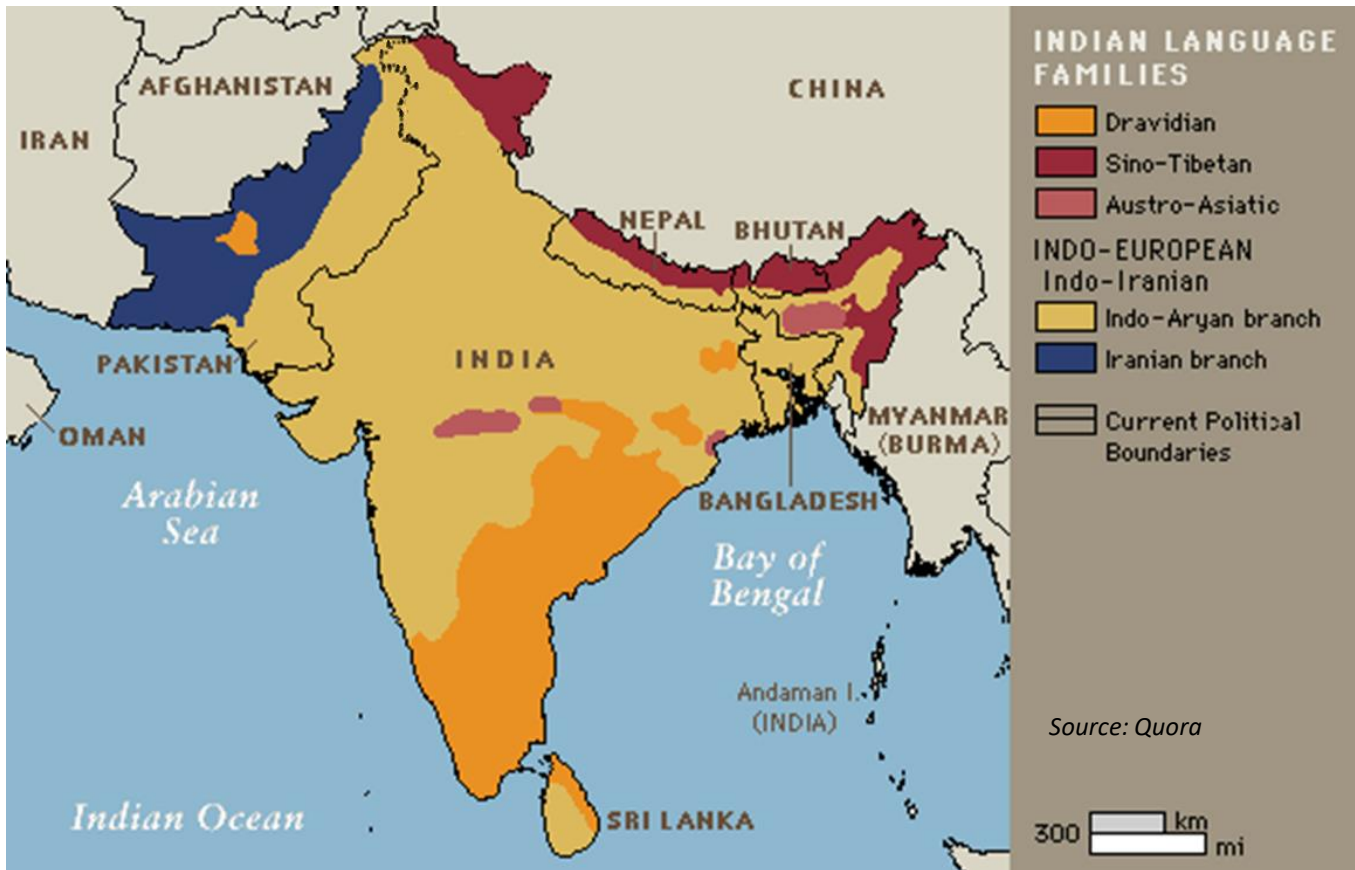 AFGHANISTAN
IRAN
CHINA
NEPAL
BHUTAN
PAKISTAN
INDIA
OMAN
MYANMAR
(BURMA)
BANGLADESH
Arabian
Sea
Bay of
Bengal
Andaman I.
(INDIA)
Indian Ocean
SRI LANKA
INDIAN LANGUAGE
FAMILIES
Dravidian
Sino-Tibetan
Austro-Asiatic
INDO-EUROPEAN
Indo-Iranian
Indo-Aryan branch
Iranian branch
Current Political
Boundaries
Source: Quora
300 km
mi